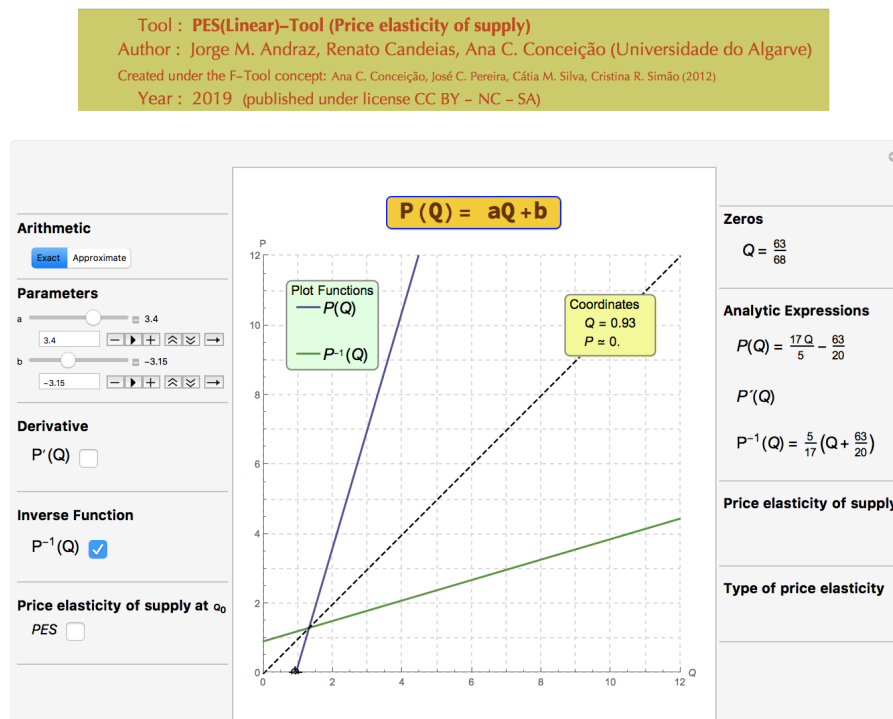 Tool : PES(Linear)–Tool (Price elasticity of supply)
Author : Jorge M. Andraz, Renato Candeias, Ana C. Conceição (Universidade do Algarve)
Created under the F–Tool concept: Ana C. Conceição, José C. Pereira, Cátia M. Silva, Cristina R. Simão (2012)
Year : 2019 (published under license CC BY – NC – SA)
Arithmetic
Exact Approximate
Parameters
a 3.4
3.4
b −3.15
−3.15
Derivative
P′(Q)
Inverse Function
P⁻¹(Q)
Price elasticity of supply at Q₀
PES
P(Q) = aQ+b
P
12
10
8
6
4
2
0
0 2 4 6 8 10 12
Q
Plot Functions
P(Q)
P⁻¹(Q)
Coordinates
Q = 0.93
P ≃ 0.
Zeros
Q = 63/68
Analytic Expressions
P(Q) = 17 Q/5 − 63/20
P′(Q)
P⁻¹(Q) = 5/17 (Q + 63/20)
Price elasticity of supply
Type of price elasticity